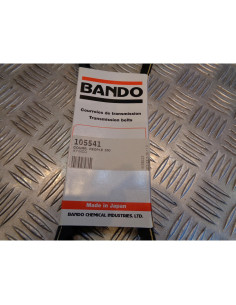 BANDO
Courroies de transmission
Transmission belts
105541
Made in Japan
BANDO CHEMICAL INDUSTRIES, LTD.